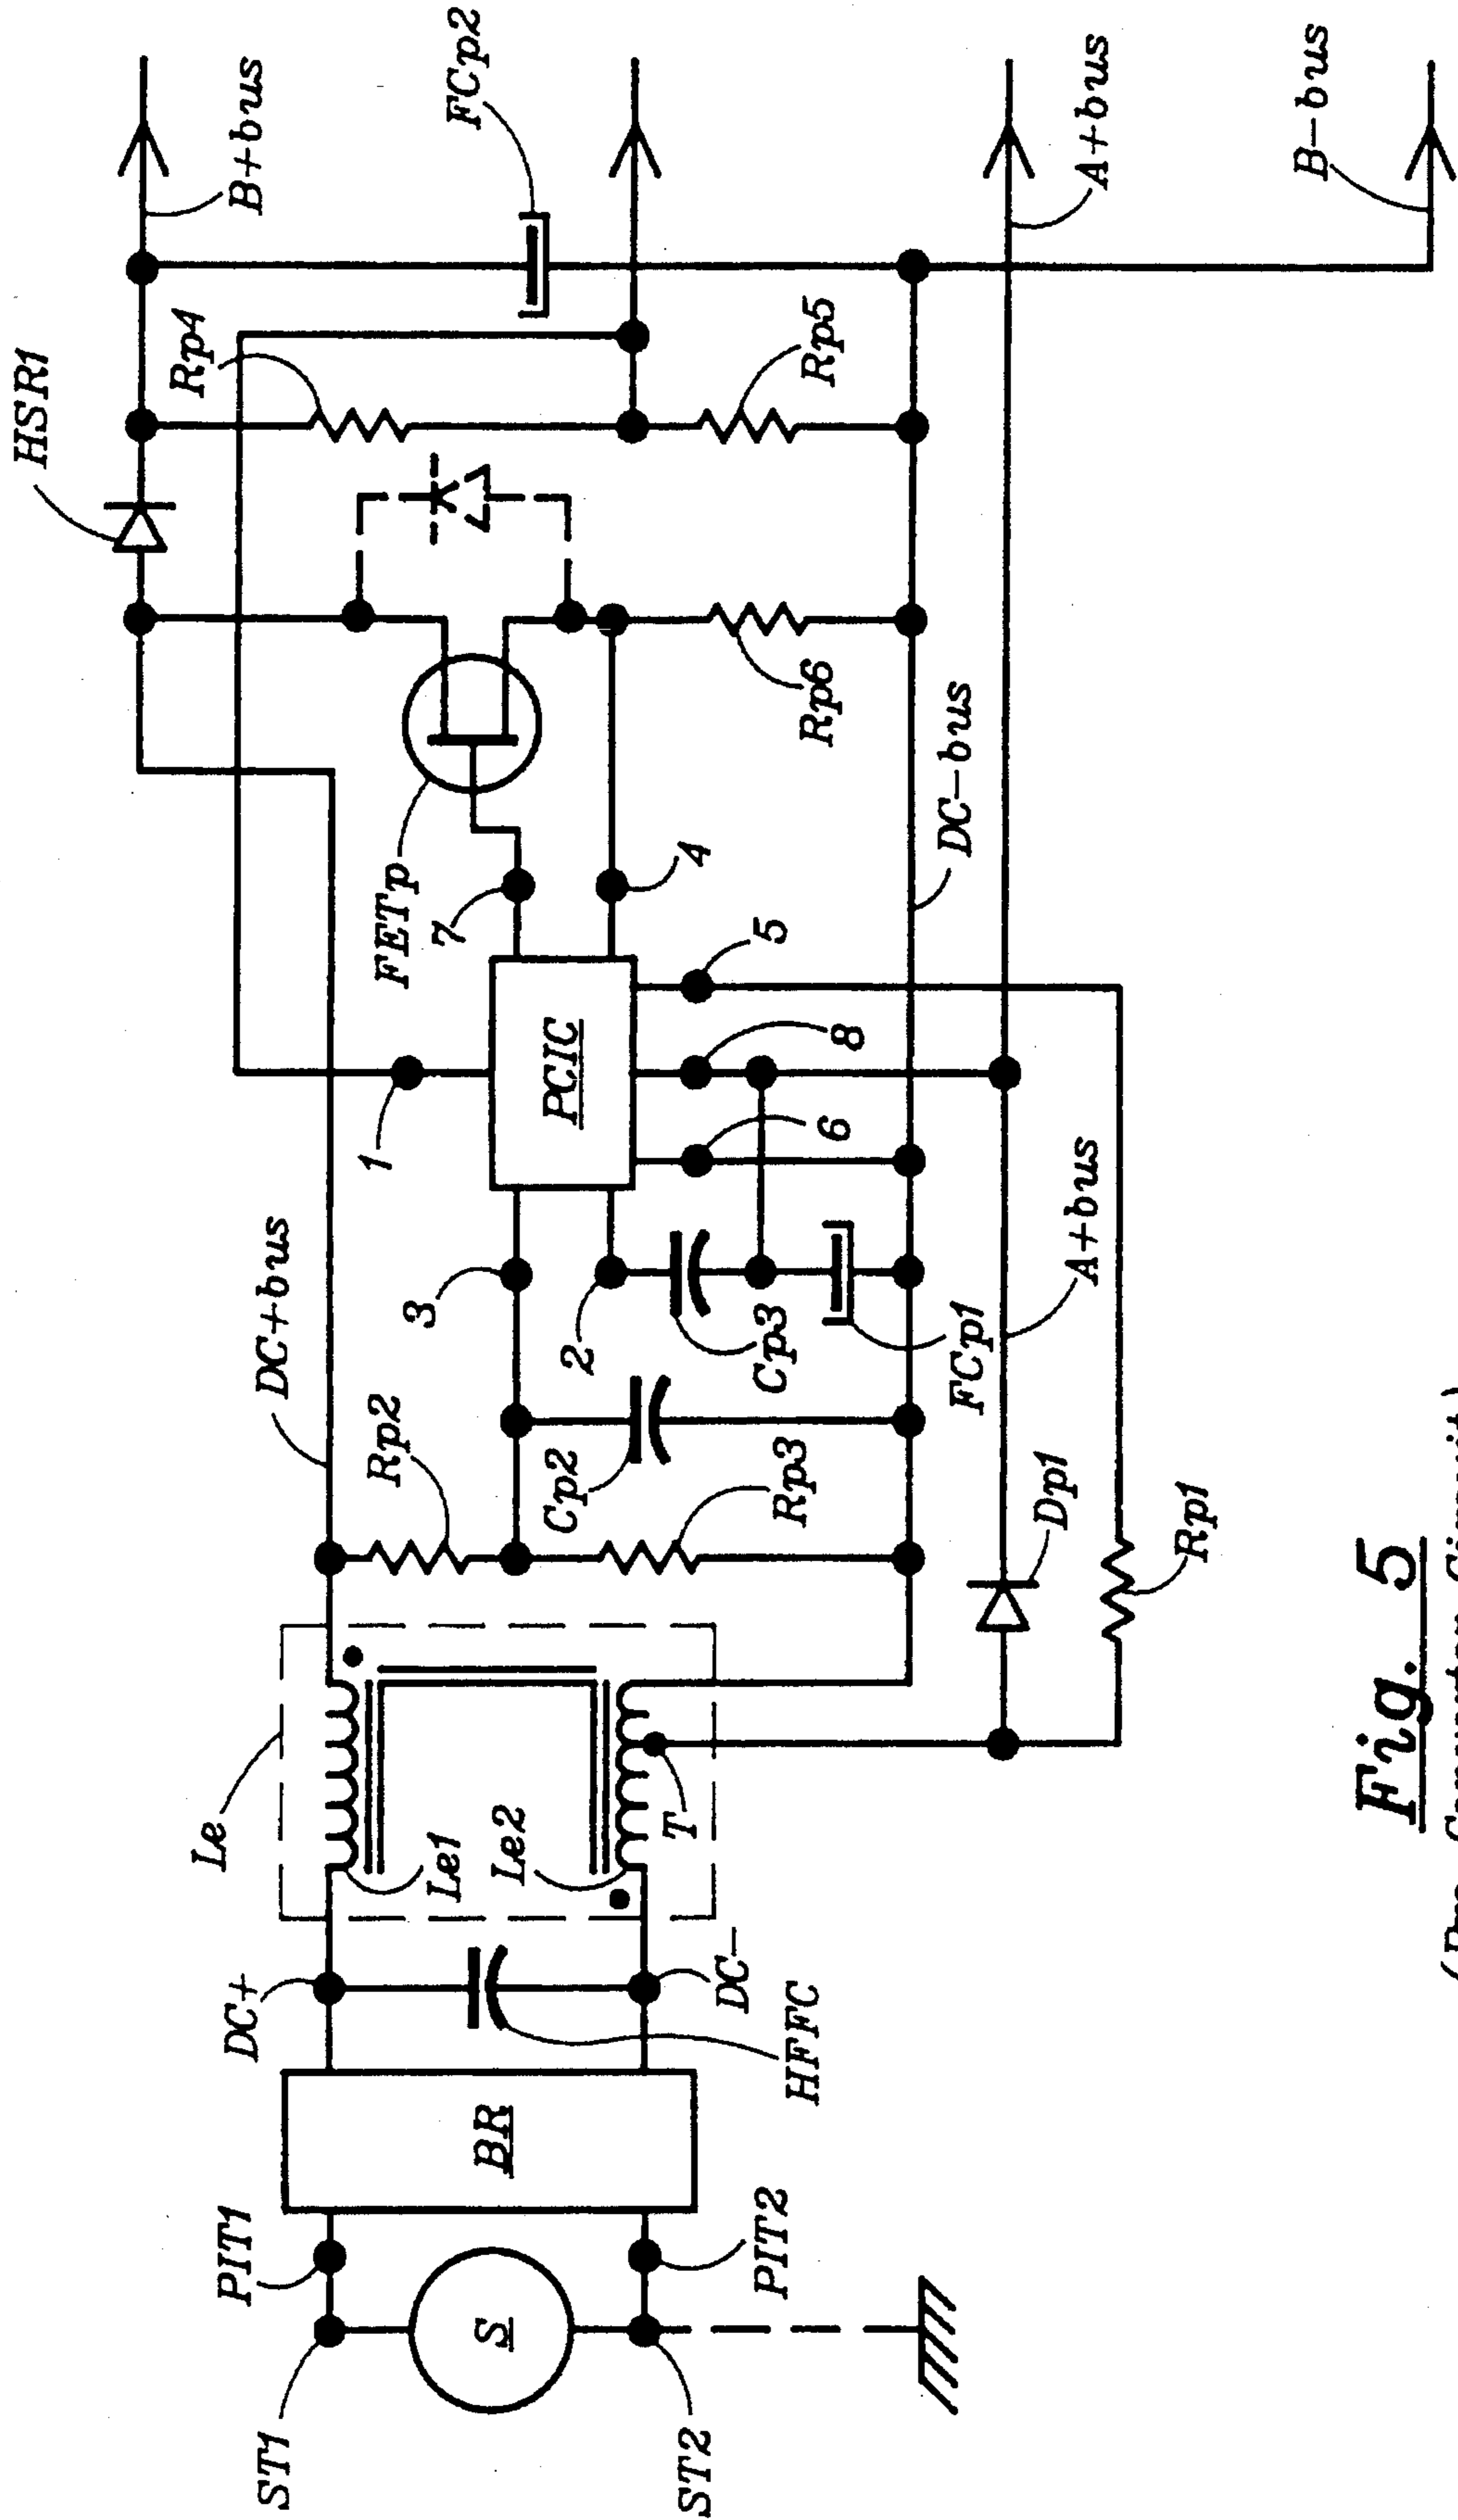 HSR1
B+bus
Rp4
FCp2
DC+bus
FETp
7
1
PCIC
4
Rp5
Le
Rp2
3
2
Rp6
PIT1
DC+
Le1
Le2
Cp2
Cp3
6
8
5
ST1
S
BR
T
Rp3
FCp1
DC-bus
A+bus
ST2
PIT2
HFFC
DC-
Dp1
A+bus
Rp1
B-bus
Fig. 5